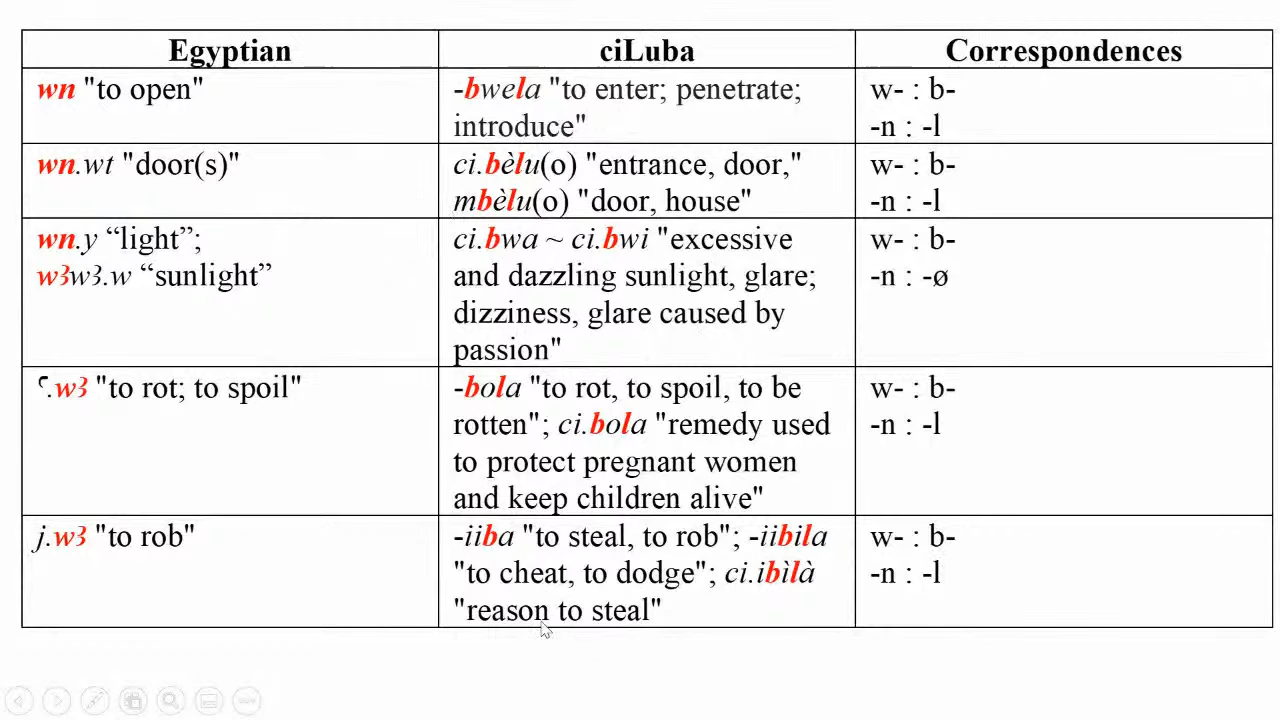 Egyptian ciLuba Correspondences
wn "to open" -bwela "to enter; penetrate; w- : b-
introduce" -n : -l
wn.wt "door(s)" ci.bèlu(o) "entrance, door," w- : b-
mbèlu(o) "door, house" -n : -l
wn.y “light”; ci.bwa ~ ci.bwi "excessive w- : b-
wꜣwꜣ.w “sunlight” and dazzling sunlight, glare; -n : -ø
dizziness, glare caused by
passion"
ꜥ.wꜣ "to rot; to spoil" -bola "to rot, to spoil, to be w- : b-
rotten"; ci.bola "remedy used -n : -l
to protect pregnant women
and keep children alive"
j.wꜣ "to rob" -iiba "to steal, to rob"; -iibila w- : b-
"to cheat, to dodge"; ci.ibìlà -n : -l
"reason to steal"